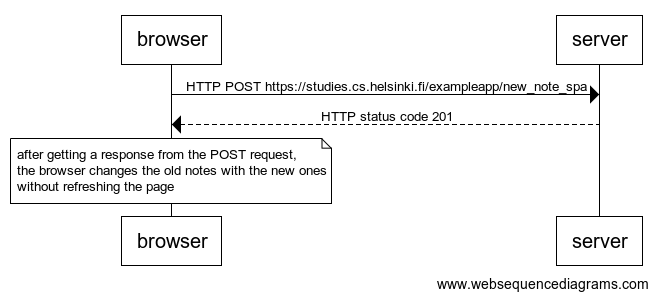 browser
server
HTTP POST https://studies.cs.helsinki.fi/exampleapp/new_note_spa
HTTP status code 201
after getting a response from the POST request,
the browser changes the old notes with the new ones
without refreshing the page
browser
server
www.websequencediagrams.com